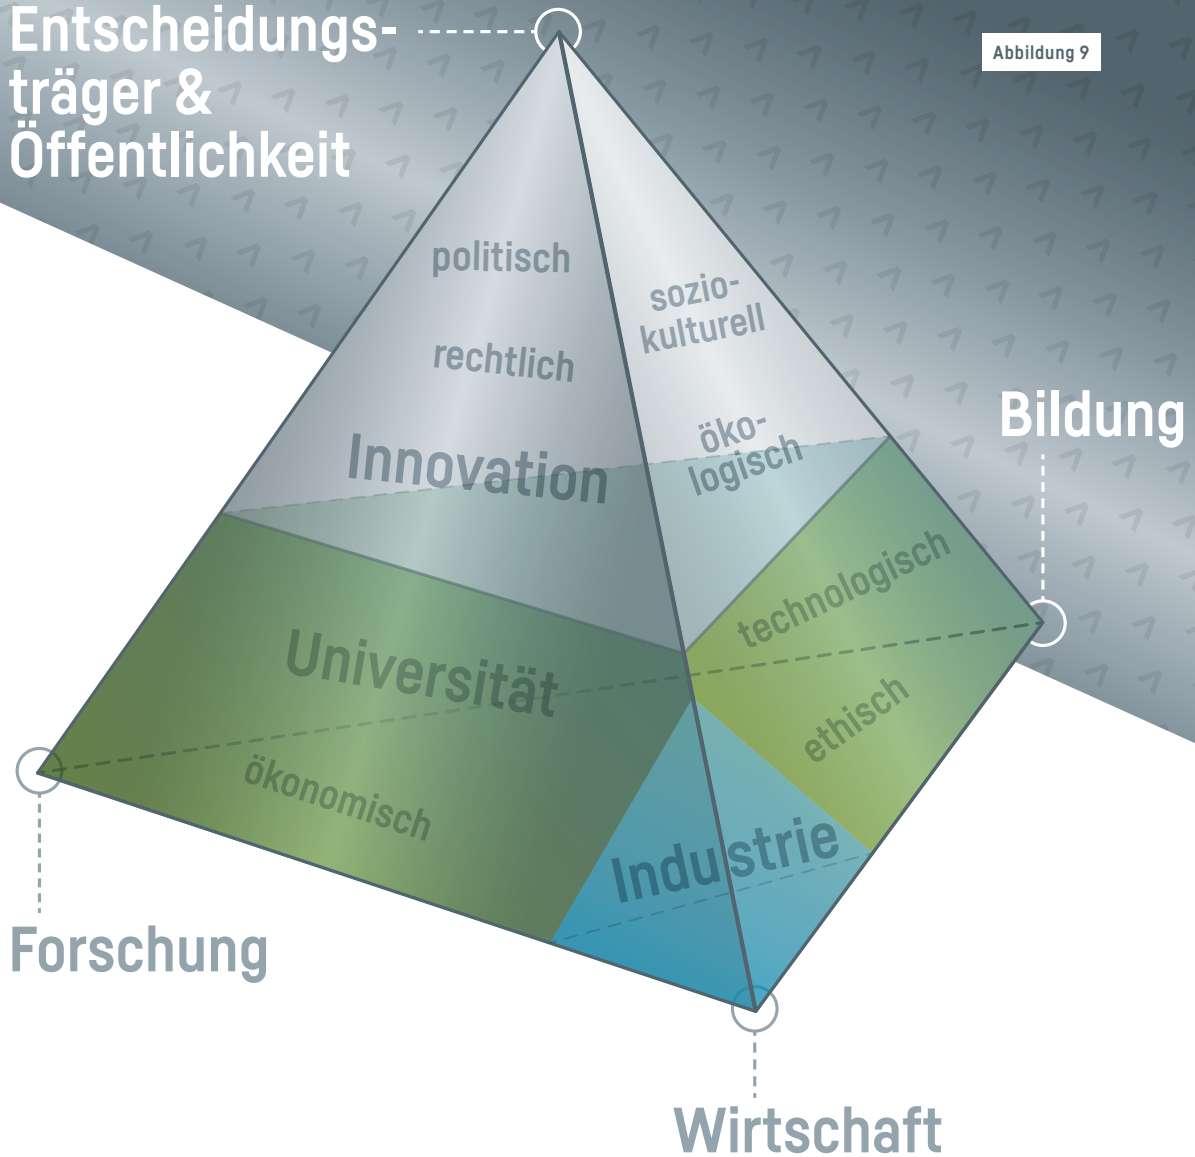 Entscheidungs-
träger &
Öffentlichkeit
Abbildung 9
politisch
sozio-
kulturell
rechtlich
Innovation
öko-
logisch
Bildung
technologisch
Universität
ethisch
ökonomisch
Industrie
Forschung
Wirtschaft